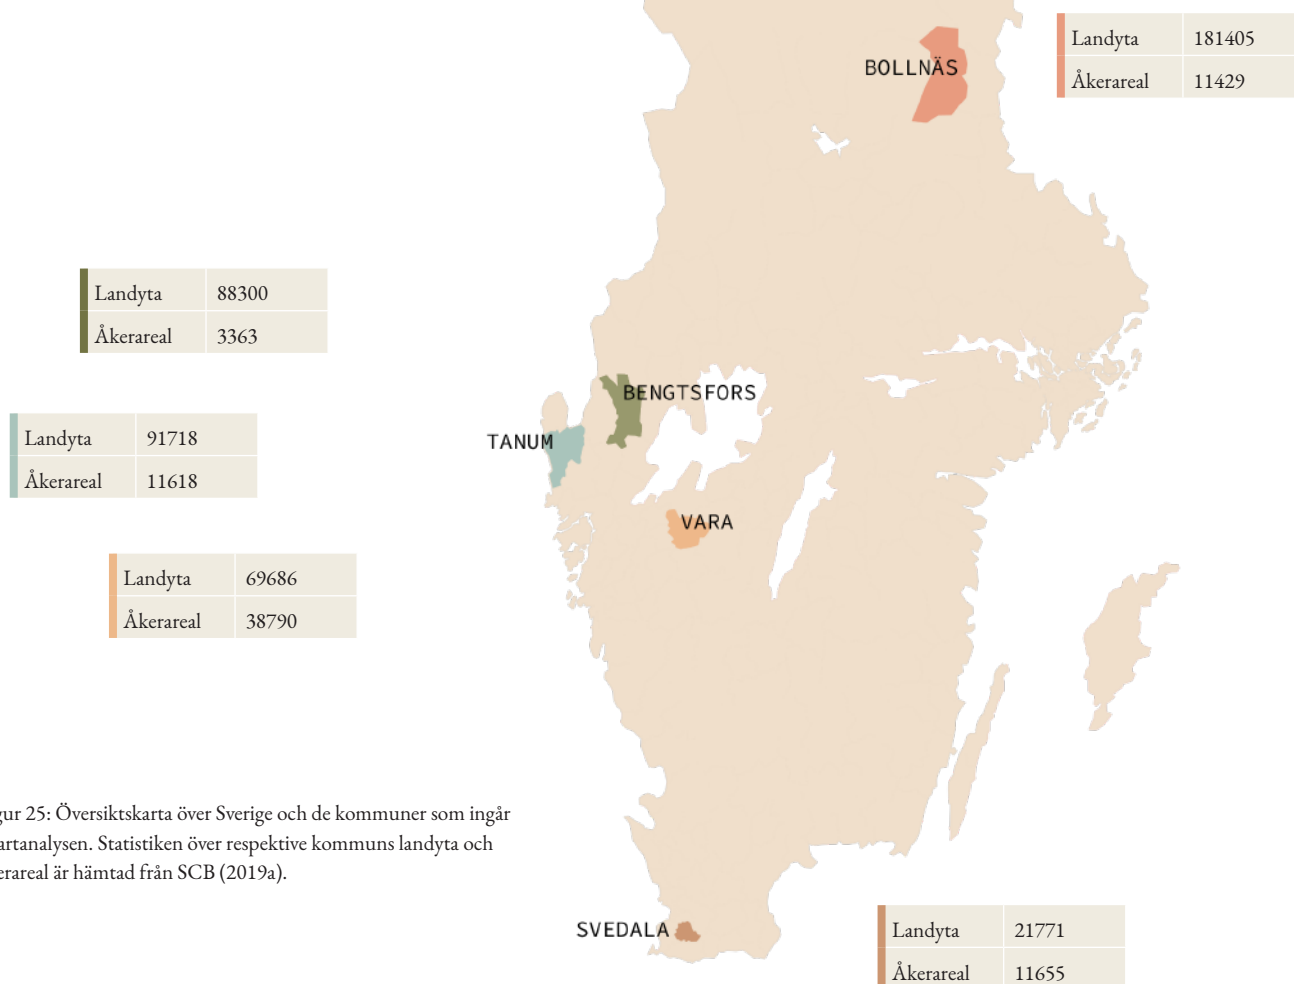 BOLLNÄS
Landyta 181405
Åkerareal 11429
Landyta 88300
Åkerareal 3363
BENGTSFORS
TANUM
Landyta 91718
Åkerareal 11618
VARA
Landyta 69686
Åkerareal 38790
gur 25: Översiktskarta över Sverige och de kommuner som ingår
artanalysen. Statistiken över respektive kommuns landyta och
erareal är hämtad från SCB (2019a).
SVEDALA
Landyta 21771
Åkerareal 11655